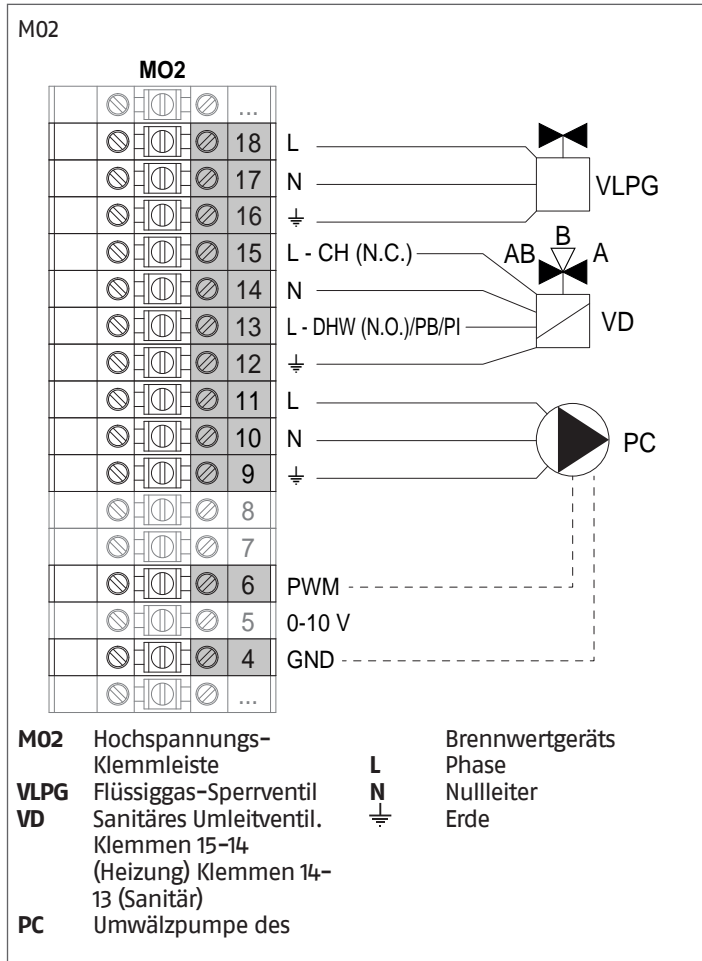 M02
MO2
...
18 L
17 N
16 ⏚
15 L - CH (N.C.)
14 N
13 L - DHW (N.O.)/PB/PI
12 ⏚
11 L
10 N
9 ⏚
8
7
6 PWM
5 0-10 V
4 GND
...
VLPG
B
AB A
VD
PC
M02 Hochspannungs-
Klemmleiste
VLPG Flüssiggas-Sperrventil
VD Sanitäres Umleitventil.
Klemmen 15-14
(Heizung) Klemmen 14-
13 (Sanitär)
PC Umwälzpumpe des
Brennwertgeräts
L Phase
N Nullleiter
⏚ Erde